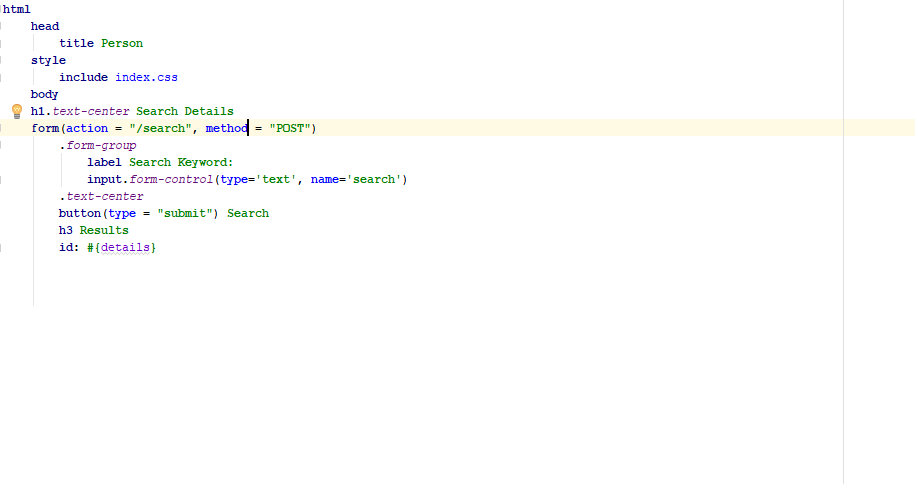 html
    head
        title Person
    style
        include index.css
    body
    h1.text-center Search Details
    form(action = "/search", method = "POST")
        .form-group
            label Search Keyword:
            input.form-control(type='text', name='search')
        .text-center
        button(type = "submit") Search
        h3 Results
        id: #{details}